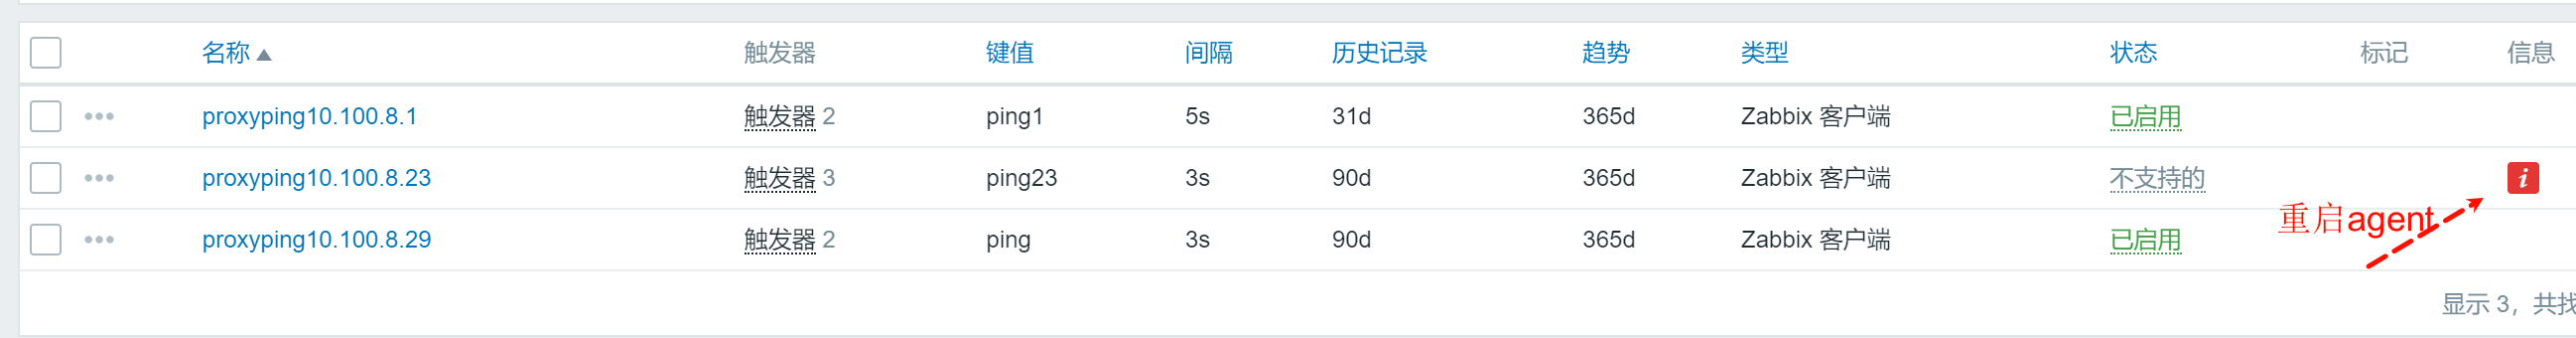 名称 触发器 键值 间隔 历史记录 趋势 类型 状态 标记 信息
proxyping10.100.8.1 触发器 2 ping1 5s 31d 365d Zabbix 客户端 已启用
proxyping10.100.8.23 触发器 3 ping23 3s 90d 365d Zabbix 客户端 不支持的 i
重启agent
proxyping10.100.8.29 触发器 2 ping 3s 90d 365d Zabbix 客户端 已启用
显示 3，共找